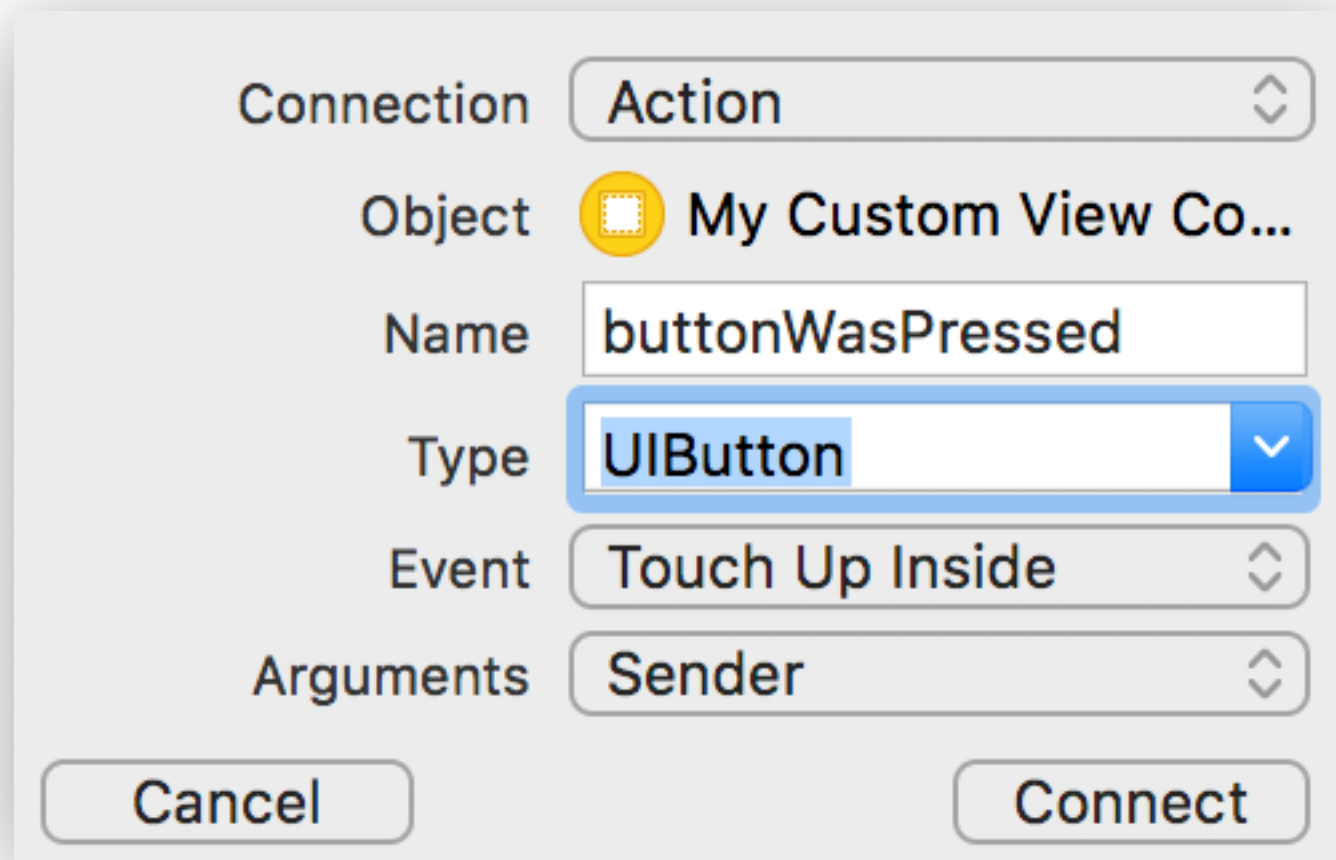 Connection Action
Object My Custom View Co...
Name buttonWasPressed
Type UIButton
Event Touch Up Inside
Arguments Sender
Cancel Connect